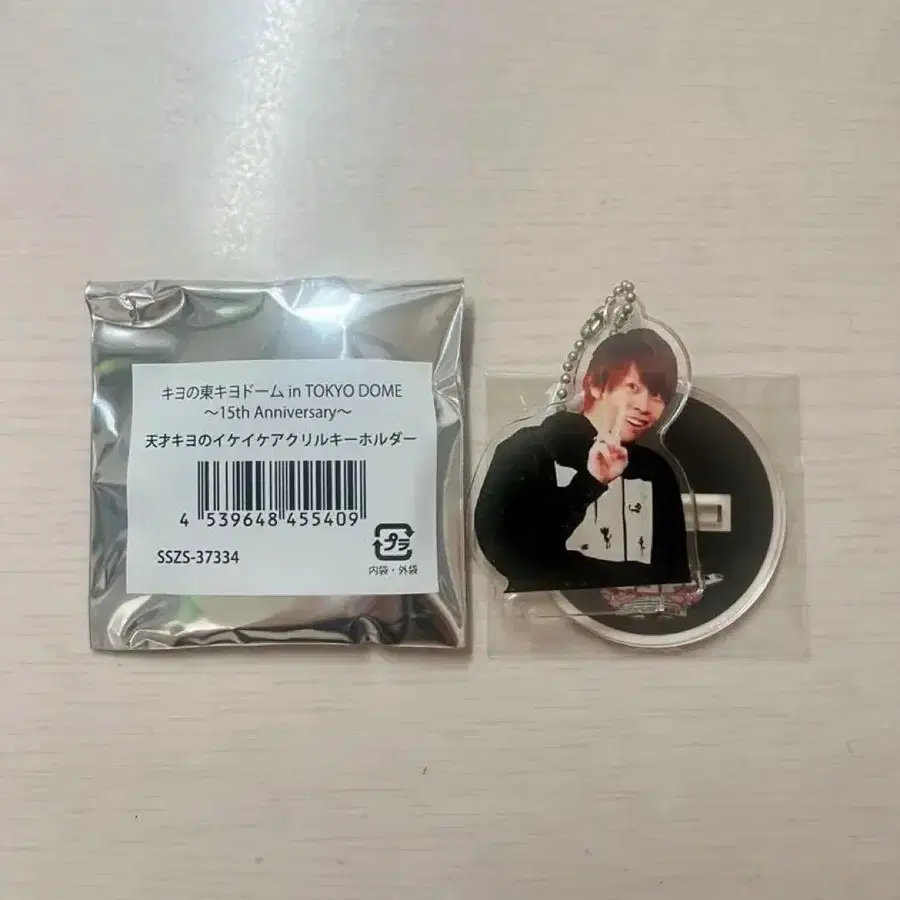 キヨの東キヨドーム in TOKYO DOME
～15th Anniversary～
天才キヨのイケイケアクリルキーホルダー
4 539648 455409
SSZS-37334
プラ
内袋・外袋